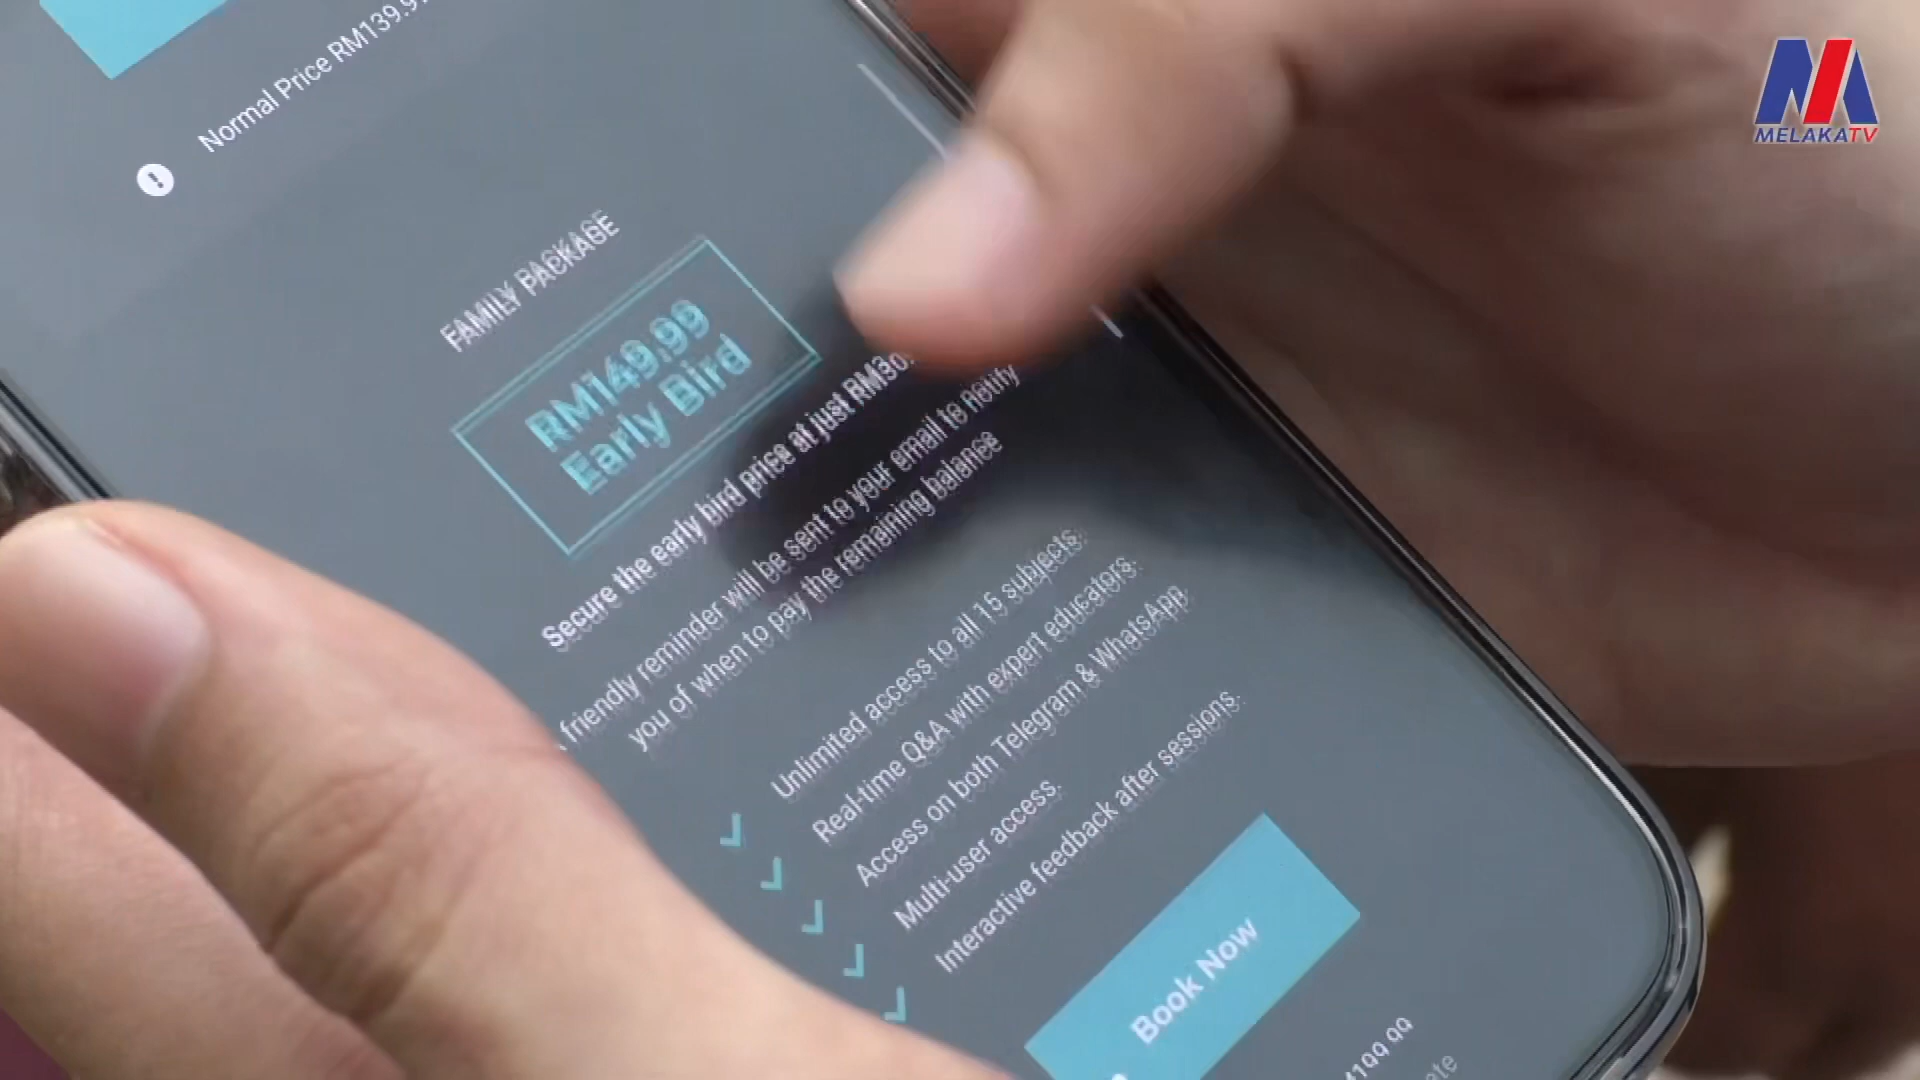 MELAKATV
Normal Price
FAMILY PACKAGE
RM149.99
Early Bird
Secure the early bird price at just
friendly reminder will be sent to your email to notify
you of when to pay the remaining balance
Unlimited access to all 15 subjects.
Real-time Q&A with expert educators.
Access on both Telegram & WhatsApp.
Multi-user access.
Interactive feedback after sessions.
Book Now